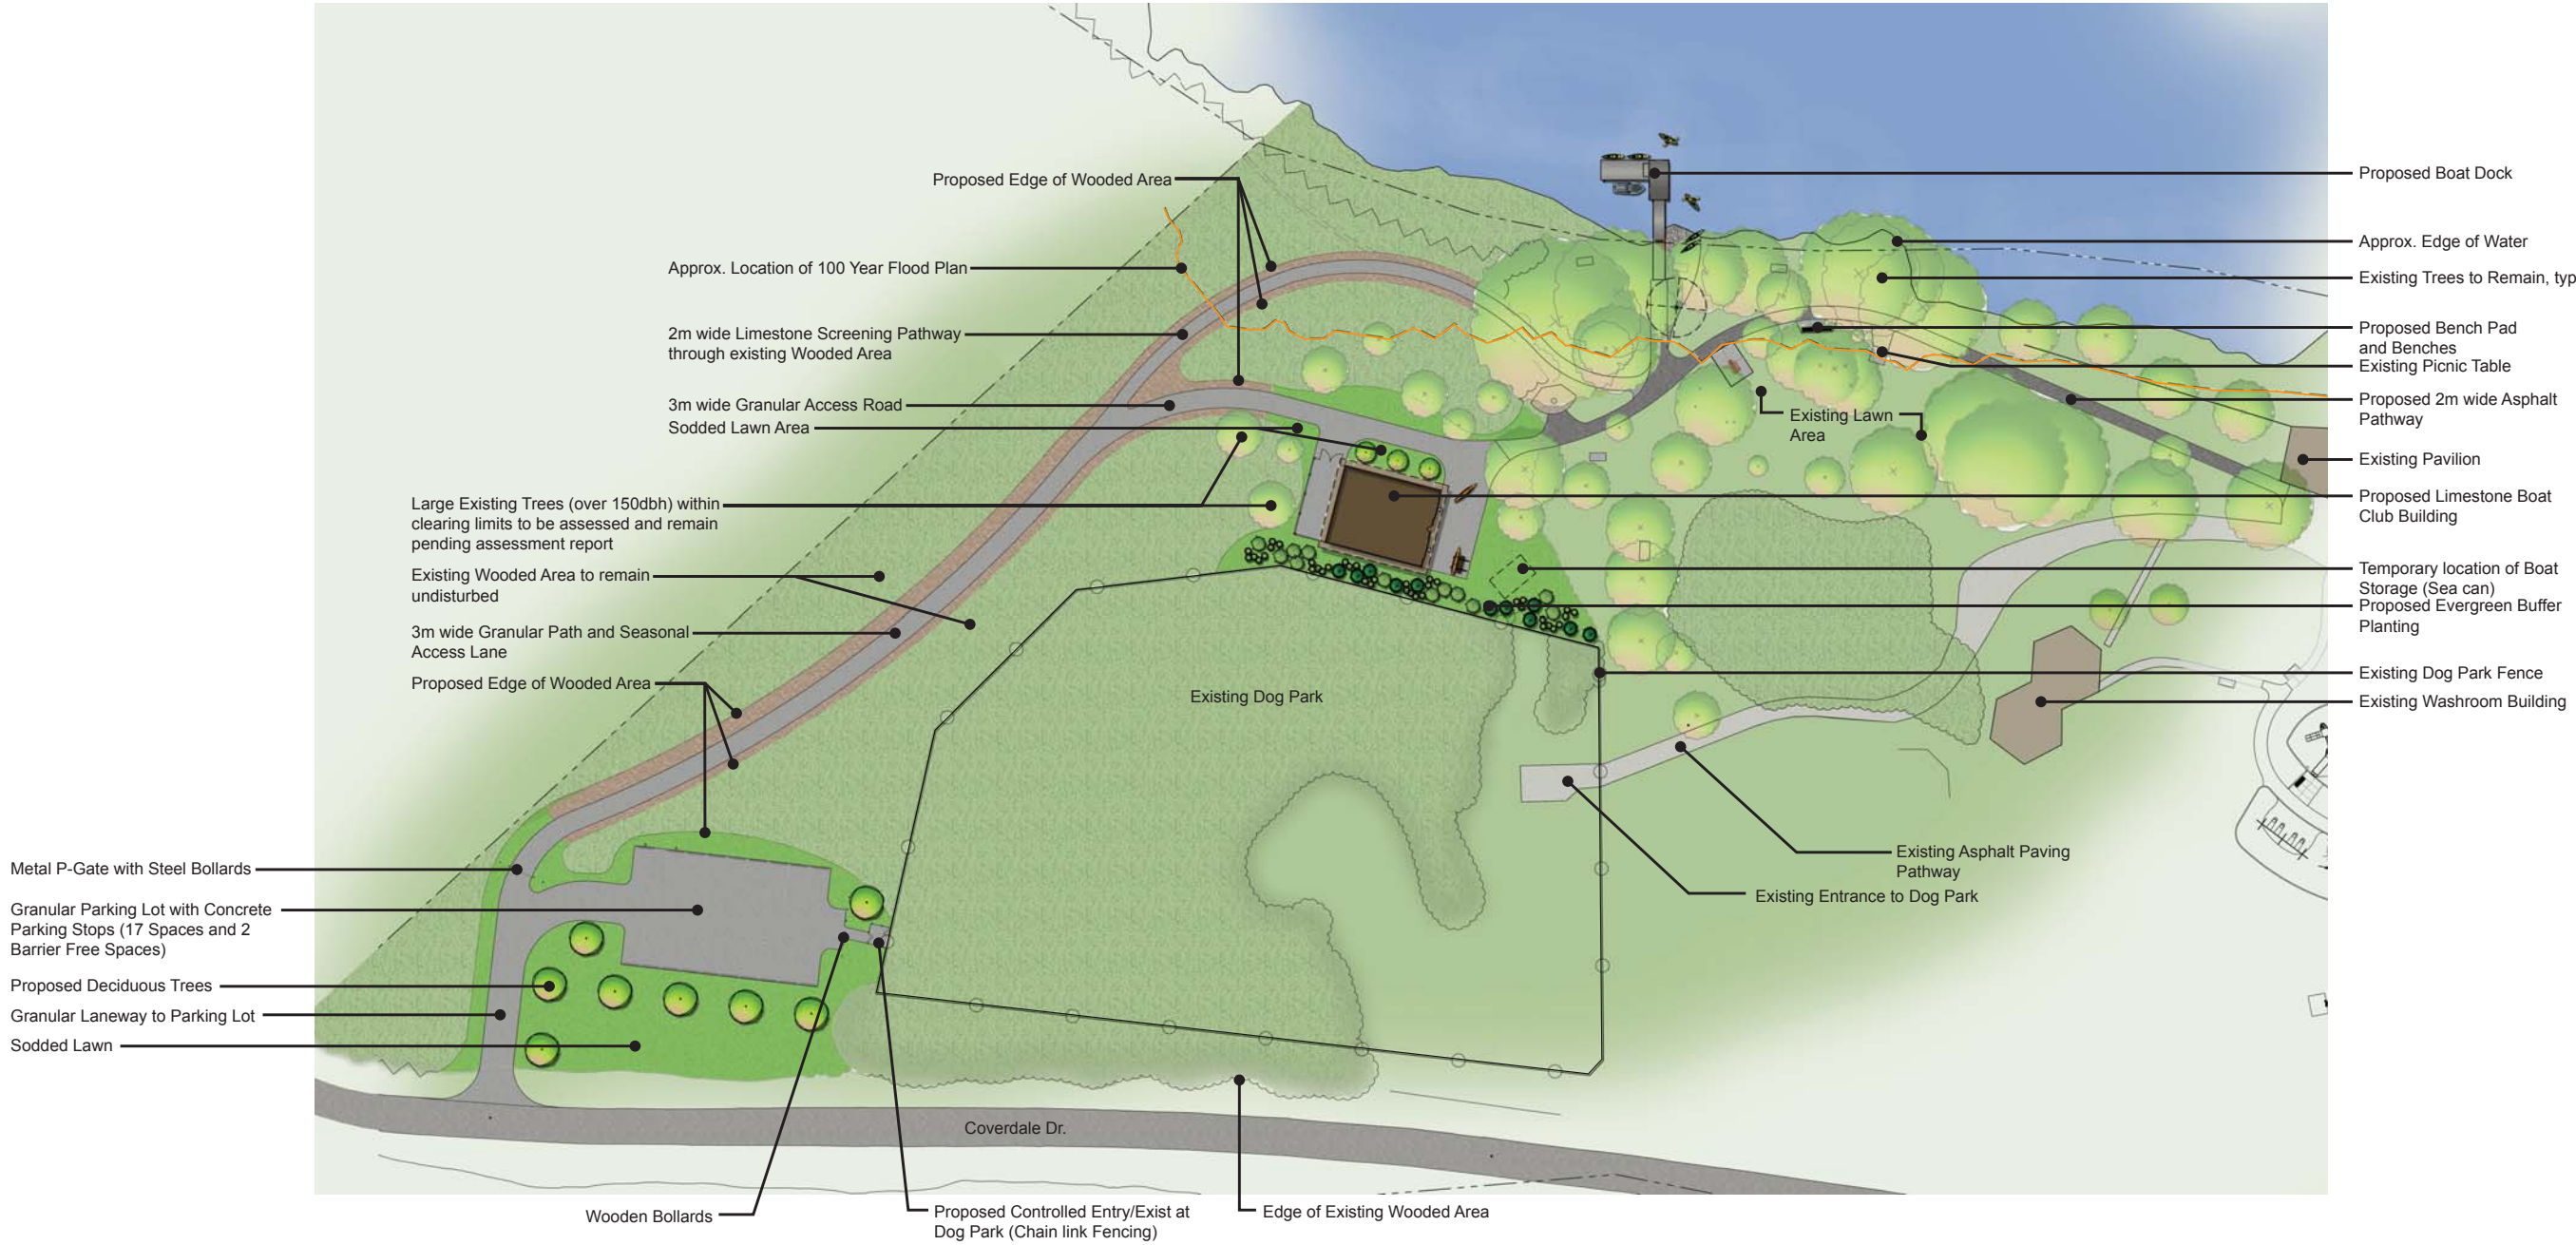 Proposed Edge of Wooded Area
Approx. Location of 100 Year Flood Plan
2m wide Limestone Screening Pathway
through existing Wooded Area
3m wide Granular Access Road
Sodded Lawn Area
Large Existing Trees (over 150dbh) within
clearing limits to be assessed and remain
pending assessment report
Existing Wooded Area to remain
undisturbed
3m wide Granular Path and Seasonal
Access Lane
Proposed Edge of Wooded Area
Metal P-Gate with Steel Bollards
Granular Parking Lot with Concrete
Parking Stops (17 Spaces and 2
Barrier Free Spaces)
Proposed Deciduous Trees
Granular Laneway to Parking Lot
Sodded Lawn
Existing Dog Park
Existing Lawn
Area
Existing Asphalt Paving
Pathway
Existing Entrance to Dog Park
Coverdale Dr.
Wooden Bollards
Proposed Controlled Entry/Exist at
Dog Park (Chain link Fencing)
Edge of Existing Wooded Area
Proposed Boat Dock
Approx. Edge of Water
Existing Trees to Remain, typ
Proposed Bench Pad
and Benches
Existing Picnic Table
Proposed 2m wide Asphalt
Pathway
Existing Pavilion
Proposed Limestone Boat
Club Building
Temporary location of Boat
Storage (Sea can)
Proposed Evergreen Buffer
Planting
Existing Dog Park Fence
Existing Washroom Building